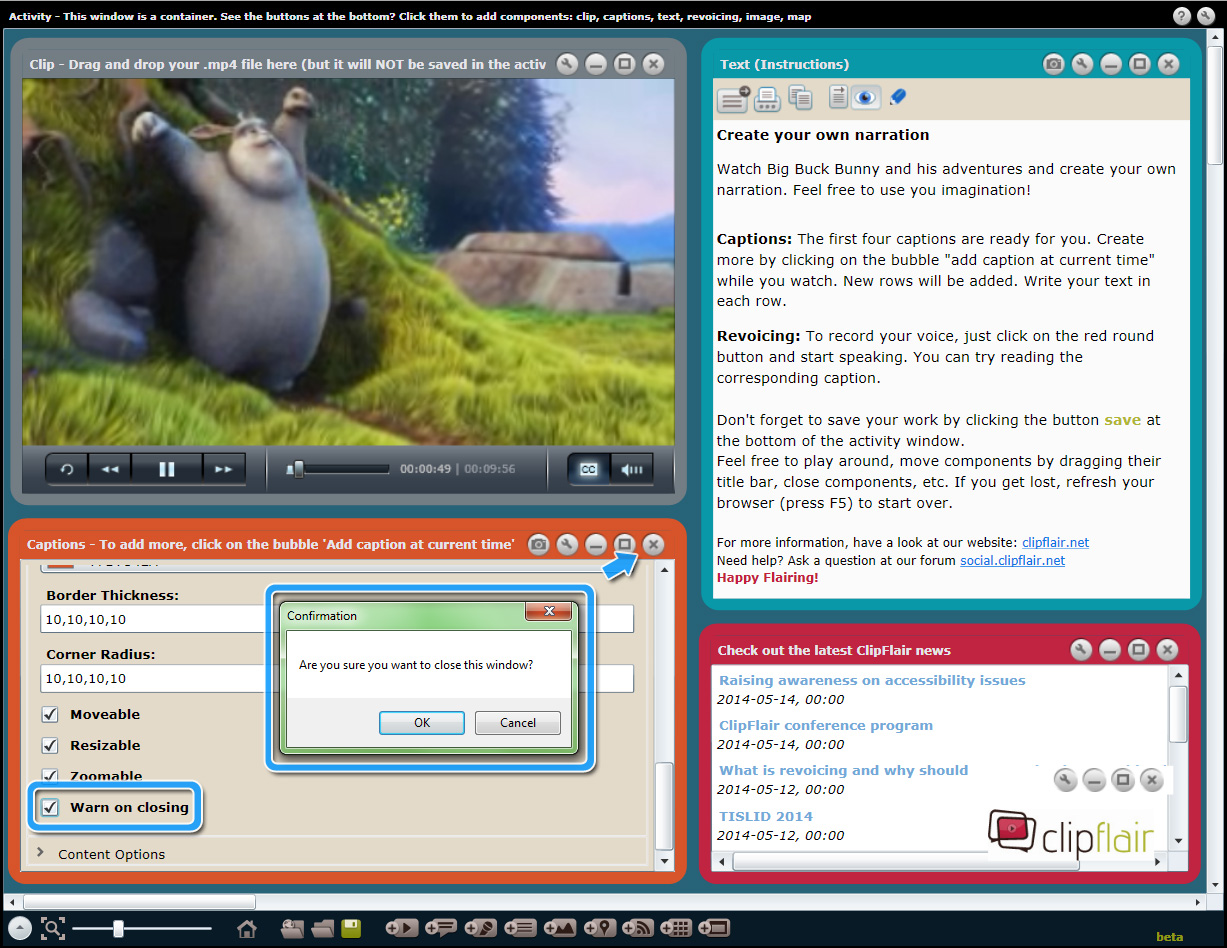 Activity - This window is a container. See the buttons at the bottom? Click them to add components: clip, captions, text, revoicing, image, map
?
Clip - Drag and drop your .mp4 file here (but it will NOT be saved in the activ
00:00:49 | 00:09:56
CC
Text (Instructions)
Create your own narration
Watch Big Buck Bunny and his adventures and create your own
narration. Feel free to use you imagination!
Captions: The first four captions are ready for you. Create
more by clicking on the bubble "add caption at current time"
while you watch. New rows will be added. Write your text in
each row.
Revoicing: To record your voice, just click on the red round
button and start speaking. You can try reading the
corresponding caption.
Don't forget to save your work by clicking the button save at
the bottom of the activity window.
Feel free to play around, move components by dragging their
title bar, close components, etc. If you get lost, refresh your
browser (press F5) to start over.
For more information, have a look at our website: clipflair.net
Need help? Ask a question at our forum social.clipflair.net
Happy Flairing!
Captions - To add more, click on the bubble 'Add caption at current time'
Border Thickness:
10,10,10,10
Corner Radius:
10,10,10,10
Moveable
Resizable
Zoomable
Warn on closing
Content Options
Confirmation
Are you sure you want to close this window?
OK
Cancel
Check out the latest ClipFlair news
Raising awareness on accessibility issues
2014-05-14, 00:00
ClipFlair conference program
2014-05-14, 00:00
What is revoicing and why should
2014-05-12, 00:00
TISLID 2014
2014-05-12, 00:00
clipflair
beta